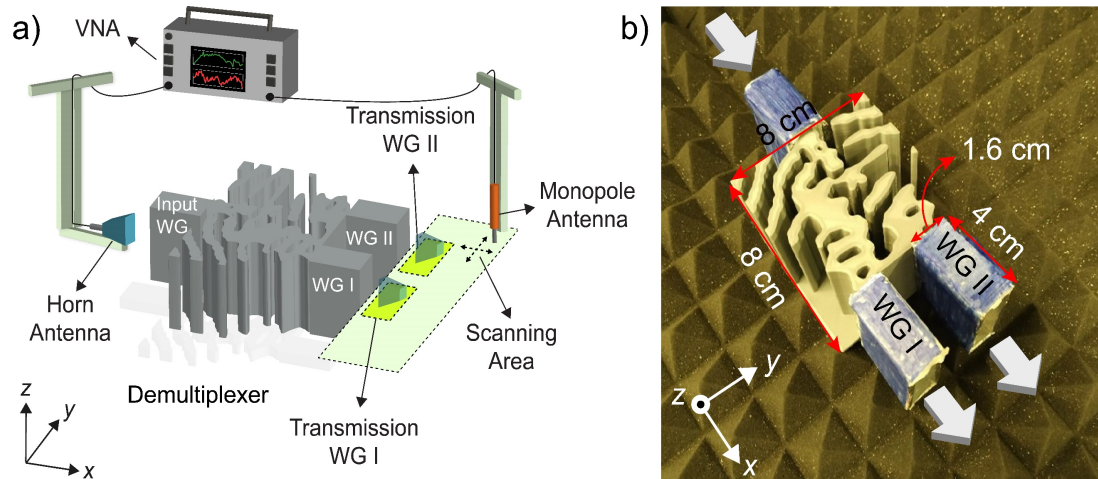 a)
VNA
Transmission
WG II
Monopole
Antenna
Input
WG
WG II
WG I
Horn
Antenna
Scanning
Area
Demultiplexer
Transmission
WG I
z
y
x
b)
8 cm
1.6 cm
4 cm
WG II
8 cm
WG I
y
z
x